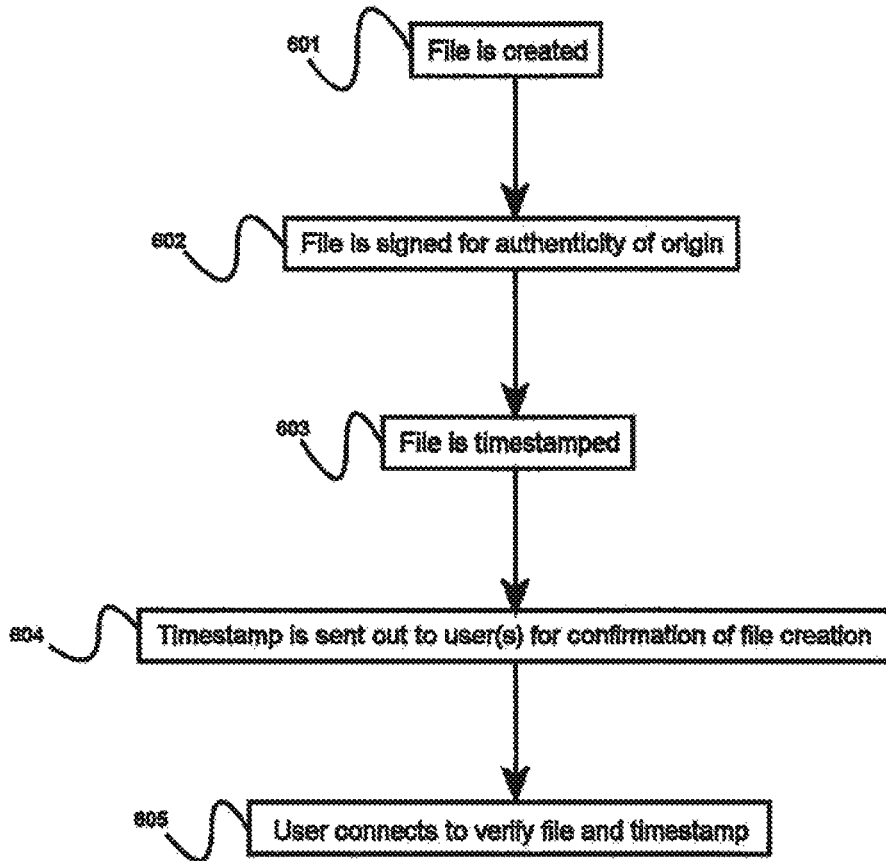 601
File is created
602
File is signed for authenticity of origin
603
File is timestamped
604
Timestamp is sent out to user(s) for confirmation of file creation
605
User connects to verify file and timestamp